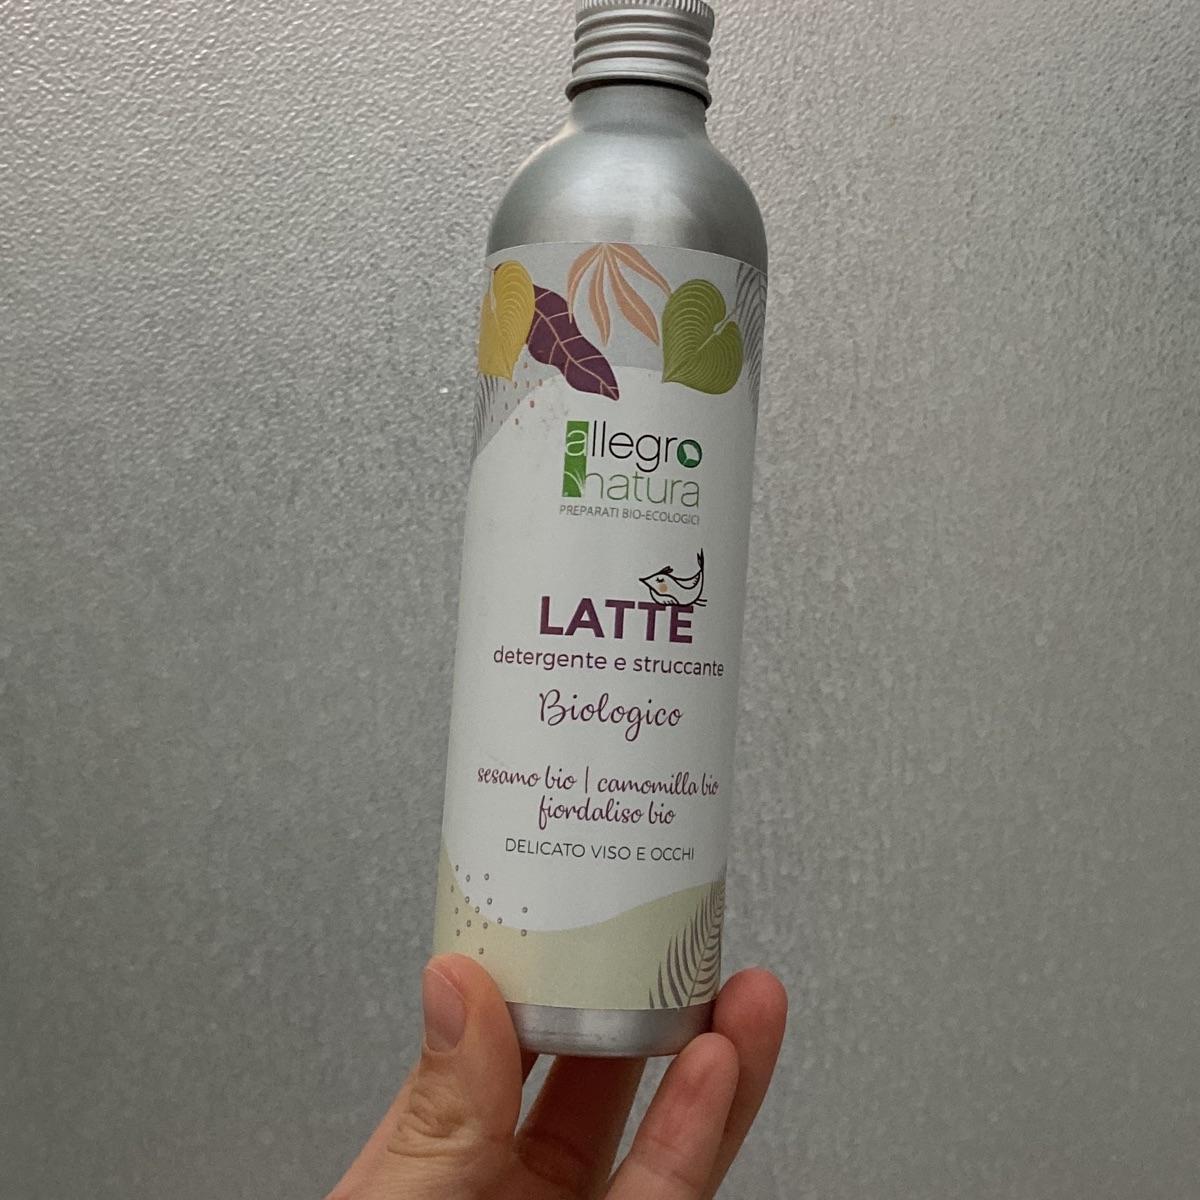 allegro
natura
PREPARATI BIO-ECOLOGICI
LATTE
detergente e struccante
Biologico
sesamo bio | camomilla bio
fiordaliso bio
DELICATO VISO E OCCHI